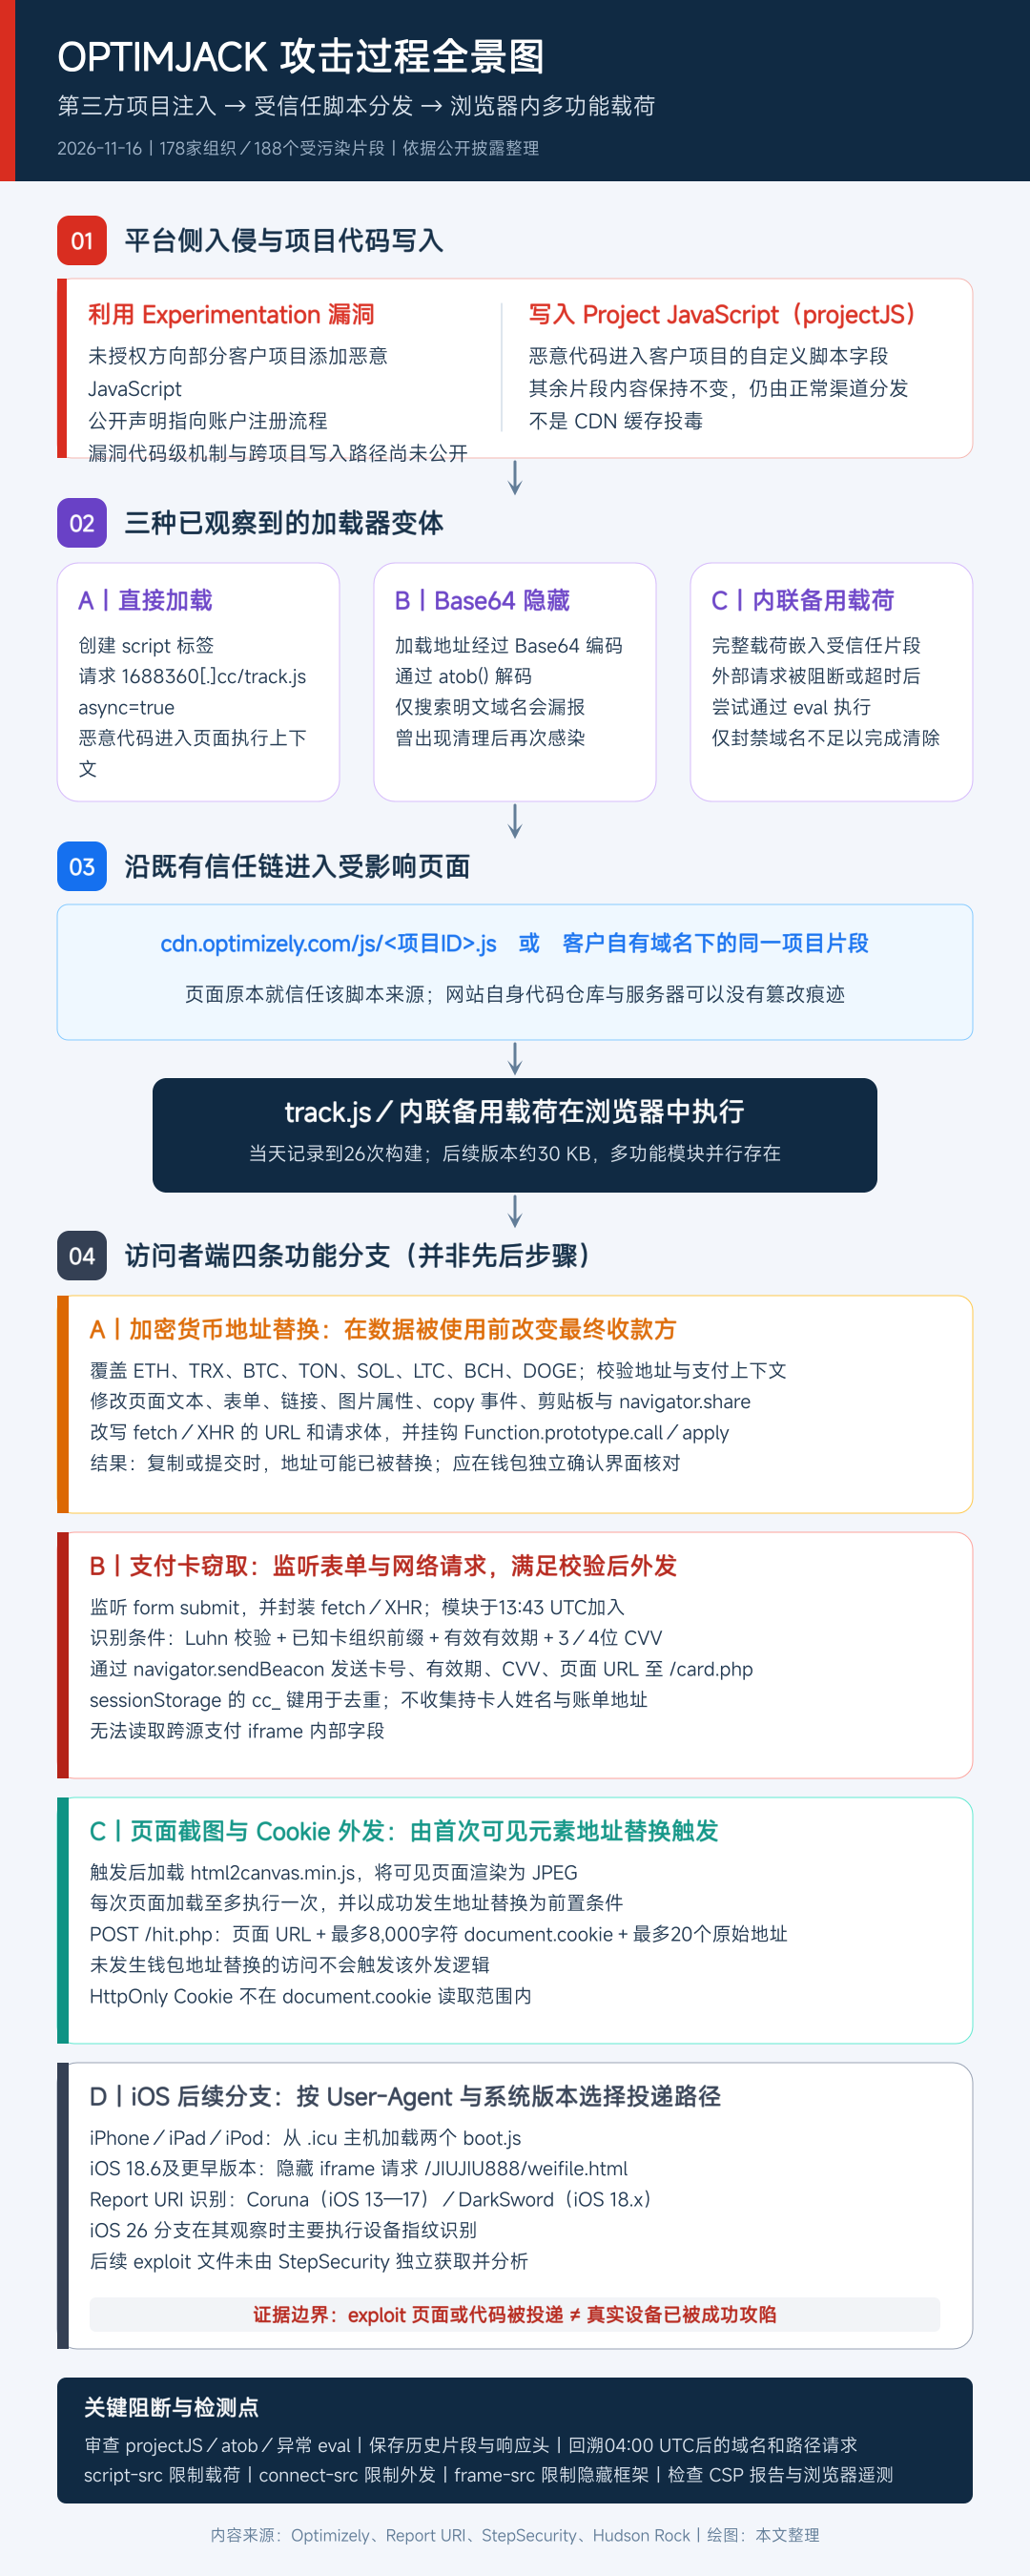 OPTIMJACK 攻击过程全景图
第三方项目注入 → 受信任脚本分发 → 浏览器内多功能载荷
2026-11-16 | 178家组织／188个受污染片段 | 依据公开披露整理
01 平台侧入侵与项目代码写入
利用 Experimentation 漏洞
未授权方向部分客户项目添加恶意
JavaScript
公开声明指向账户注册流程
漏洞代码级机制与跨项目写入路径尚未公开
写入 Project JavaScript（projectJS）
恶意代码进入客户项目的自定义脚本字段
其余片段内容保持不变，仍由正常渠道分发
不是 CDN 缓存投毒
02 三种已观察到的加载器变体
A | 直接加载
创建 script 标签
请求 1688360[.]cc/track.js
async=true
恶意代码进入页面执行上下
文
B | Base64 隐藏
加载地址经过 Base64 编码
通过 atob() 解码
仅搜索明文域名会漏报
曾出现清理后再次感染
C | 内联备用载荷
完整载荷嵌入受信任片段
外部请求被阻断或超时后
尝试通过 eval 执行
仅封禁域名不足以完成清除
03 沿既有信任链进入受影响页面
cdn.optimizely.com/js/<项目ID>.js 或 客户自有域名下的同一项目片段
页面原本就信任该脚本来源；网站自身代码仓库与服务器可以没有篡改痕迹
track.js／内联备用载荷在浏览器中执行
当天记录到26次构建；后续版本约30 KB，多功能模块并行存在
04 访问者端四条功能分支（并非先后步骤）
A | 加密货币地址替换：在数据被使用前改变最终收款方
覆盖 ETH、TRX、BTC、TON、SOL、LTC、BCH、DOGE；校验地址与支付上下文
修改页面文本、表单、链接、图片属性、copy 事件、剪贴板与 navigator.share
改写 fetch／XHR 的 URL 和请求体，并挂钩 Function.prototype.call／apply
结果：复制或提交时，地址可能已被替换；应在钱包独立确认界面核对
B | 支付卡窃取：监听表单与网络请求，满足校验后外发
监听 form submit，并封装 fetch／XHR；模块于13:43 UTC加入
识别条件：Luhn 校验 + 已知卡组织前缀 + 有效有效期 + 3／4位 CVV
通过 navigator.sendBeacon 发送卡号、有效期、CVV、页面 URL 至 /card.php
sessionStorage 的 cc_ 键用于去重；不收集持卡人姓名与账单地址
无法读取跨源支付 iframe 内部字段
C | 页面截图与 Cookie 外发：由首次可见元素地址替换触发
触发后加载 html2canvas.min.js，将可见页面渲染为 JPEG
每次页面加载至多执行一次，并以成功发生地址替换为前置条件
POST /hit.php：页面 URL + 最多8,000字符 document.cookie + 最多20个原始地址
未发生钱包地址替换的访问不会触发该外发逻辑
HttpOnly Cookie 不在 document.cookie 读取范围内
D | iOS 后续分支：按 User-Agent 与系统版本选择投递路径
iPhone／iPad／iPod：从 .icu 主机加载两个 boot.js
iOS 18.6及更早版本：隐藏 iframe 请求 /JIUJIU888/weifile.html
Report URI 识别：Coruna（iOS 13—17）／DarkSword（iOS 18.x）
iOS 26 分支在其观察时主要执行设备指纹识别
后续 exploit 文件未由 StepSecurity 独立获取并分析
证据边界：exploit 页面或代码被投递 ≠ 真实设备已被成功攻陷
关键阻断与检测点
审查 projectJS／atob／异常 eval | 保存历史片段与响应头 | 回溯04:00 UTC后的域名和路径请求
script-src 限制载荷 | connect-src 限制外发 | frame-src 限制隐藏框架 | 检查 CSP 报告与浏览器遥测
内容来源：Optimizely、Report URI、StepSecurity、Hudson Rock | 绘图：本文整理